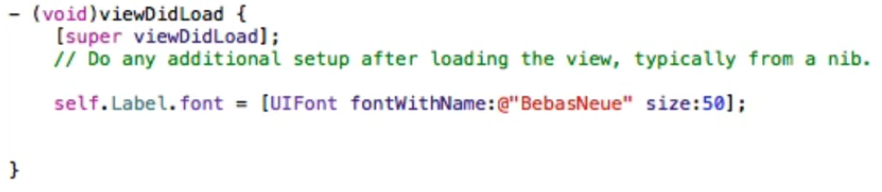 - (void)viewDidLoad {
[super viewDidLoad];
// Do any additional setup after loading the view, typically from a nib.
self.Label.font = [UIFont fontWithName:@"BebasNeue" size:50];
}